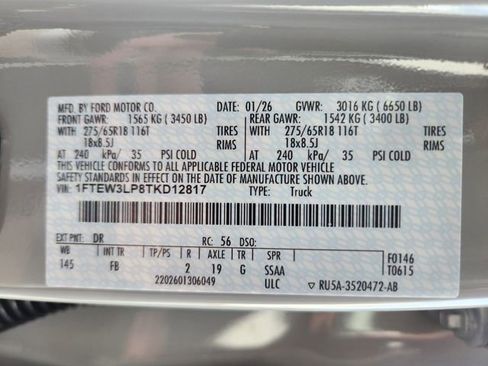 MFD. BY FORD MOTOR CO. 01/26 GVWR: 3016 KG ( 6650 LB)
FRONT GAWR: 1565 KG ( 3450 LB) REAR GAWR: 1542 KG ( 3400 LB)
WITH 275/65R18 116T TIRES WITH 275/65R18 116T TIRES
18x8.5J RIMS 18x8.5J RIMS
AT 240 kPa/ 35 PSI COLD AT 240 kPa/ 35 PSI COLD
THIS VEHICLE CONFORMS TO ALL APPLICABLE FEDERAL MOTOR VEHICLE
SAFETY STANDARDS IN EFFECT ON THE DATE OF MANUFACTURE SHOWN ABOVE.
VIN: 1FTEW3LP8TKD12817 TYPE: Truck
EXT PNT: DR RC: 56 DSO:
WB INT TR TP/PS R AXLE TR SPR F0146
145 FB 2 19 G SSAA T0615
2202601306049 ULC RU5A-3520472-AB